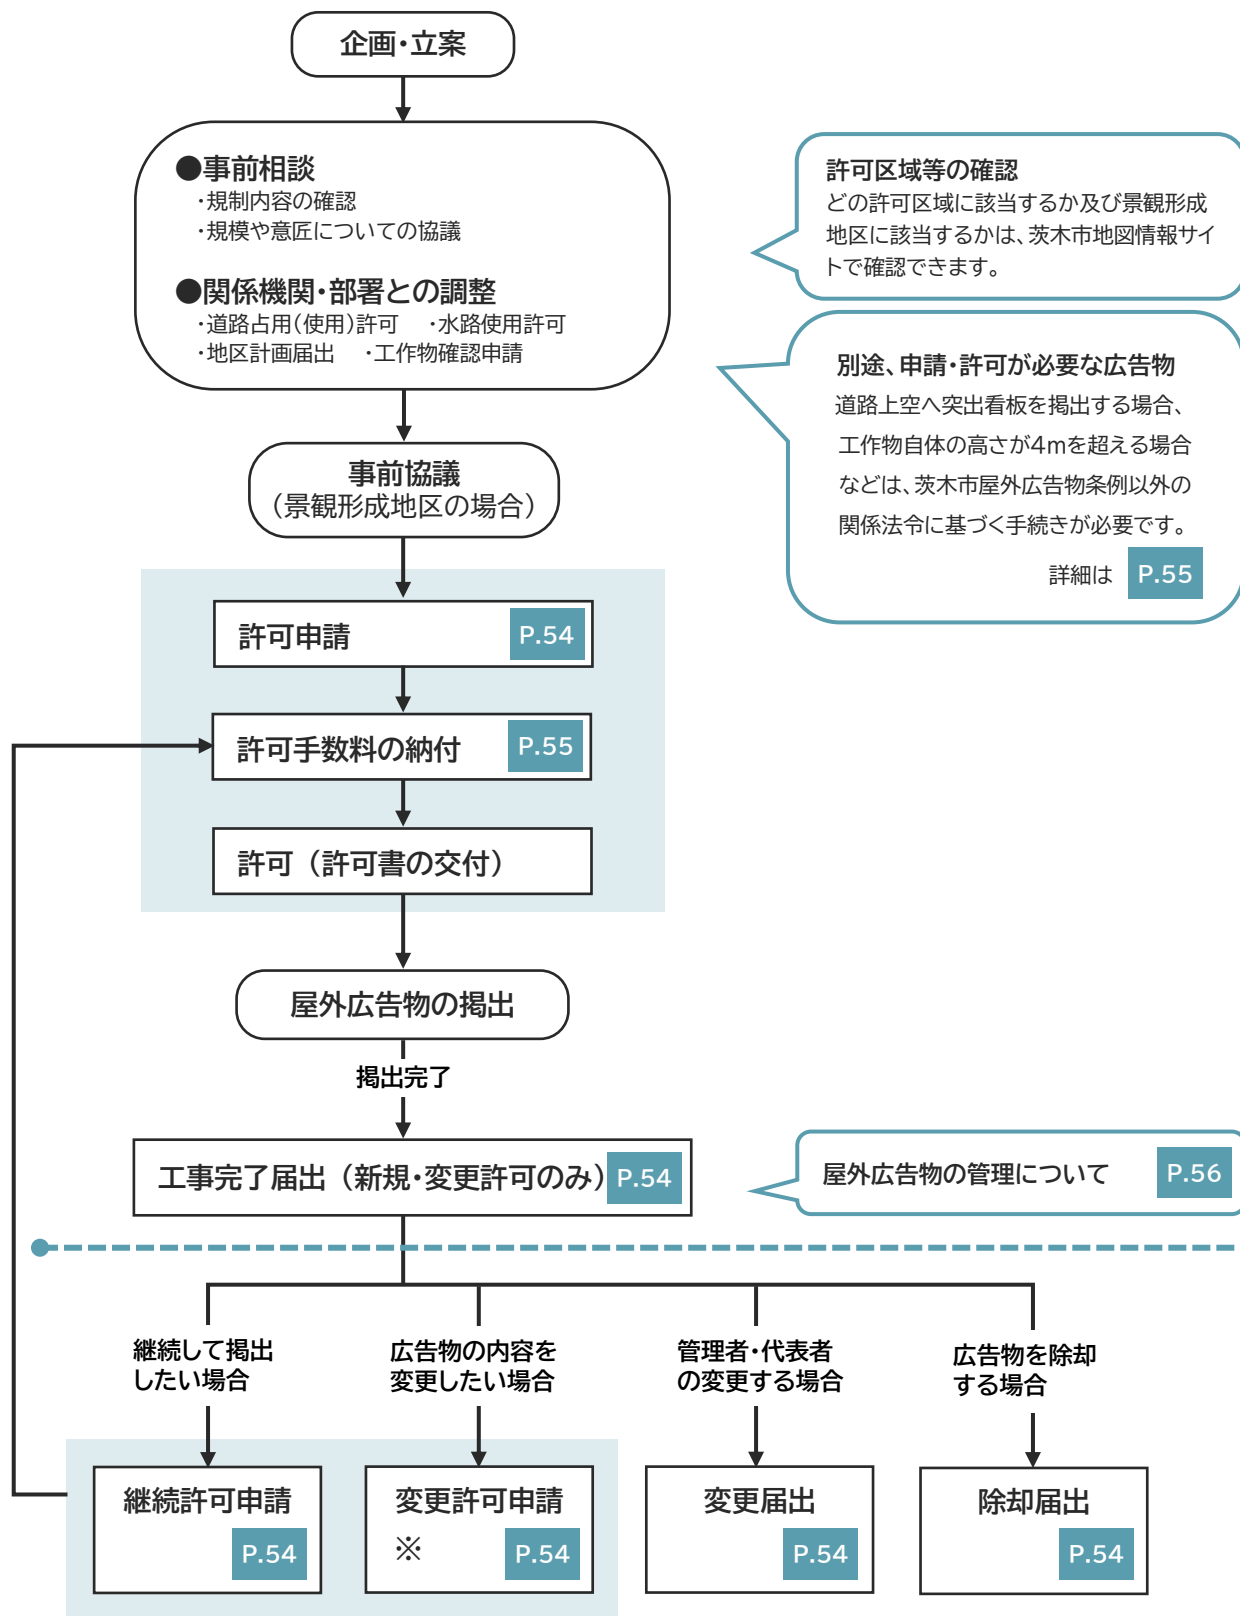 企画・立案
●事前相談
・規制内容の確認
・規模や意匠についての協議
●関係機関・部署との調整
・道路占用（使用）許可　・水路使用許可
・地区計画届出　・工作物確認申請
許可区域等の確認
どの許可区域に該当するか及び景観形成
地区に該当するかは、茨木市地図情報サイ
トで確認できます。
別途、申請・許可が必要な広告物
道路上空へ突出看板を掲出する場合、
工作物自体の高さが4mを超える場合
などは、茨木市屋外広告物条例以外の
関係法令に基づく手続きが必要です。
詳細は P.55
事前協議
（景観形成地区の場合）
許可申請 P.54
許可手数料の納付 P.55
許可（許可書の交付）
屋外広告物の掲出
掲出完了
工事完了届出（新規・変更許可のみ） P.54
屋外広告物の管理について P.56
継続して掲出
したい場合
広告物の内容を
変更したい場合
管理者・代表者
の変更する場合
広告物を除却
する場合
継続許可申請
P.54
変更許可申請
※ P.54
変更届出
P.54
除却届出
P.54